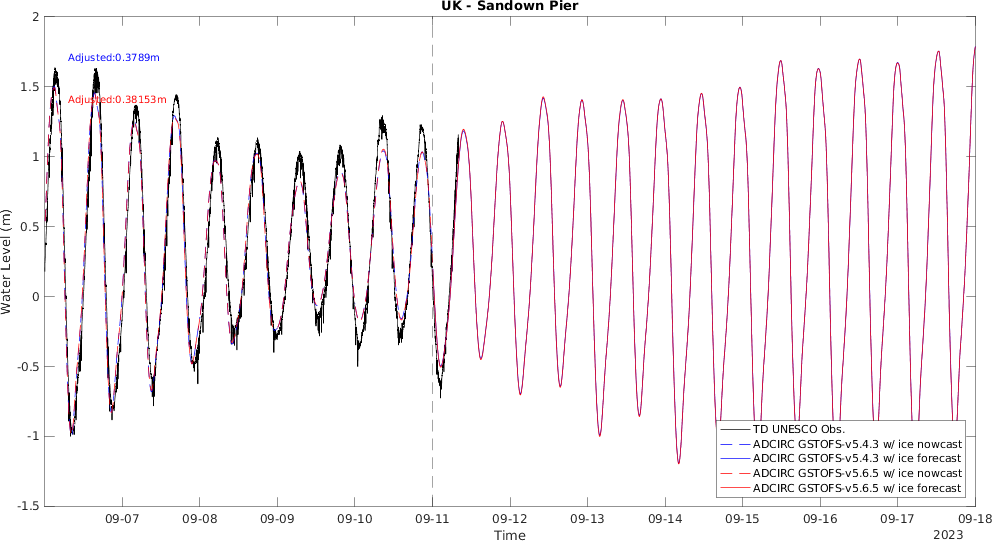 UK - Sandown Pier
2
1.5
1
0.5
0
-0.5
-1
-1.5
Water Level (m)
Adjusted:0.3789m
Adjusted:0.38153m
TD UNESCO Obs.
ADCIRC GSTOFS-v5.4.3 w/ ice nowcast
ADCIRC GSTOFS-v5.4.3 w/ ice forecast
ADCIRC GSTOFS-v5.6.5 w/ ice nowcast
ADCIRC GSTOFS-v5.6.5 w/ ice forecast
09-07 09-08 09-09 09-10 09-11 09-12 09-13 09-14 09-15 09-16 09-17 09-18
Time
2023